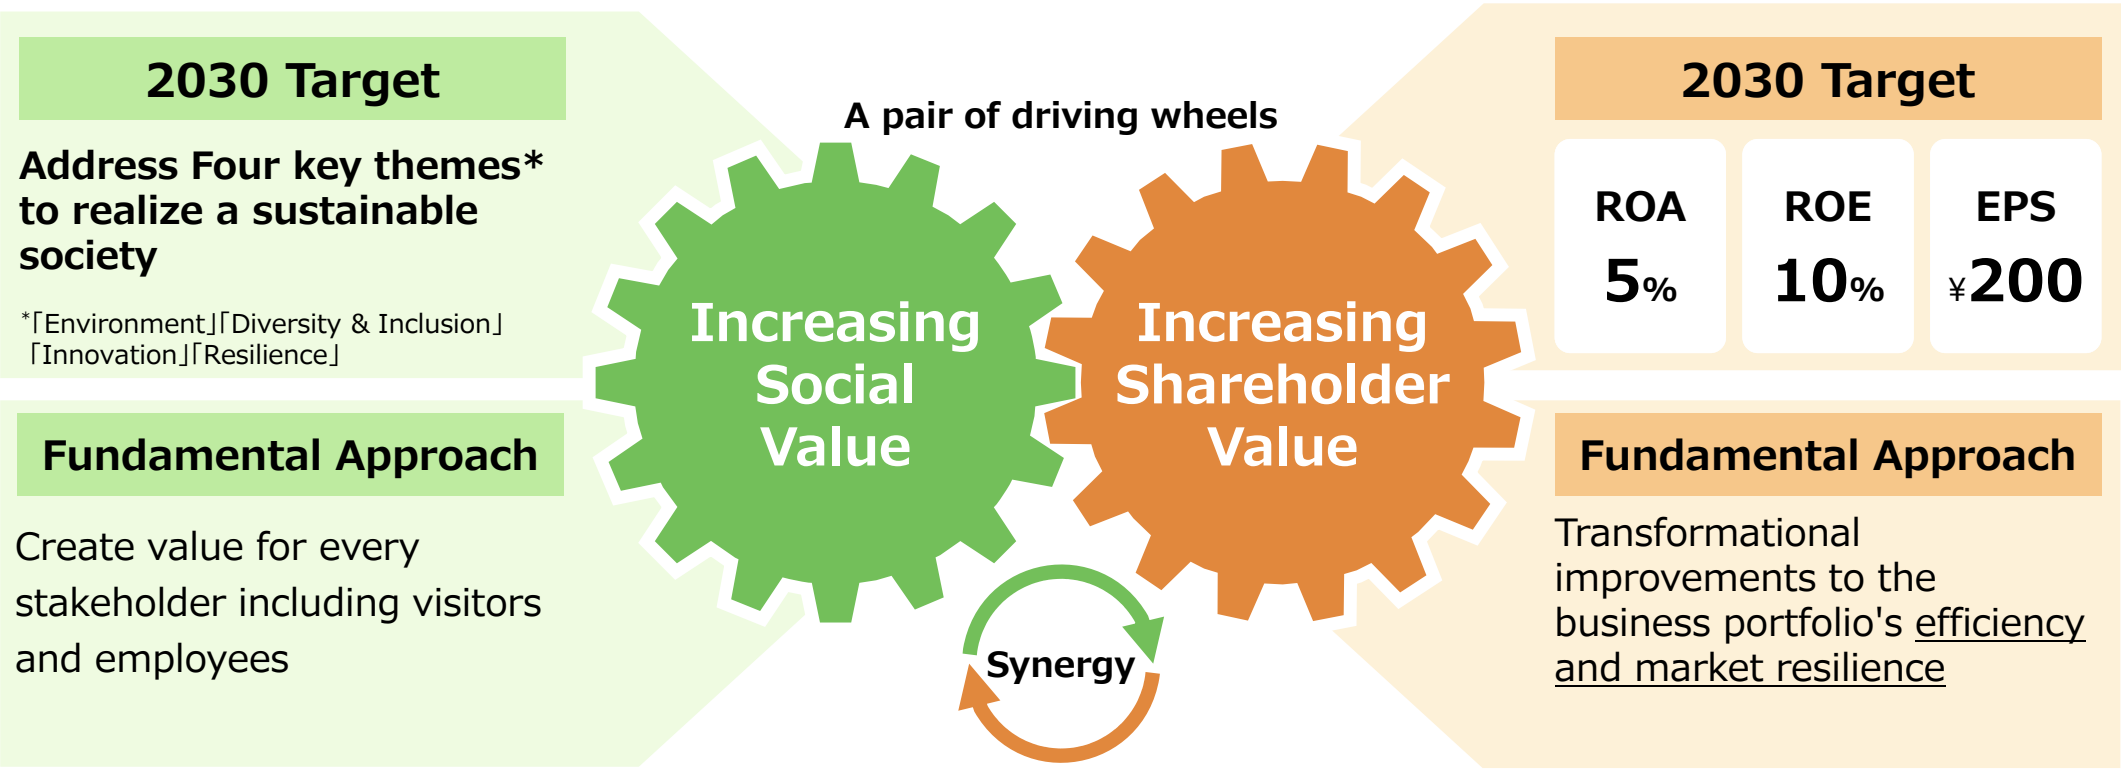 2030 Target
Address Four key themes*
to realize a sustainable
society
*｢Environment｣｢Diversity & Inclusion｣
｢Innovation｣｢Resilience｣
Fundamental Approach
Create value for every
stakeholder including visitors
and employees
A pair of driving wheels
Increasing
Social
Value
Increasing
Shareholder
Value
Synergy
2030 Target
ROA
5%
ROE
10%
EPS
¥200
Fundamental Approach
Transformational
improvements to the
business portfolio's efficiency
and market resilience